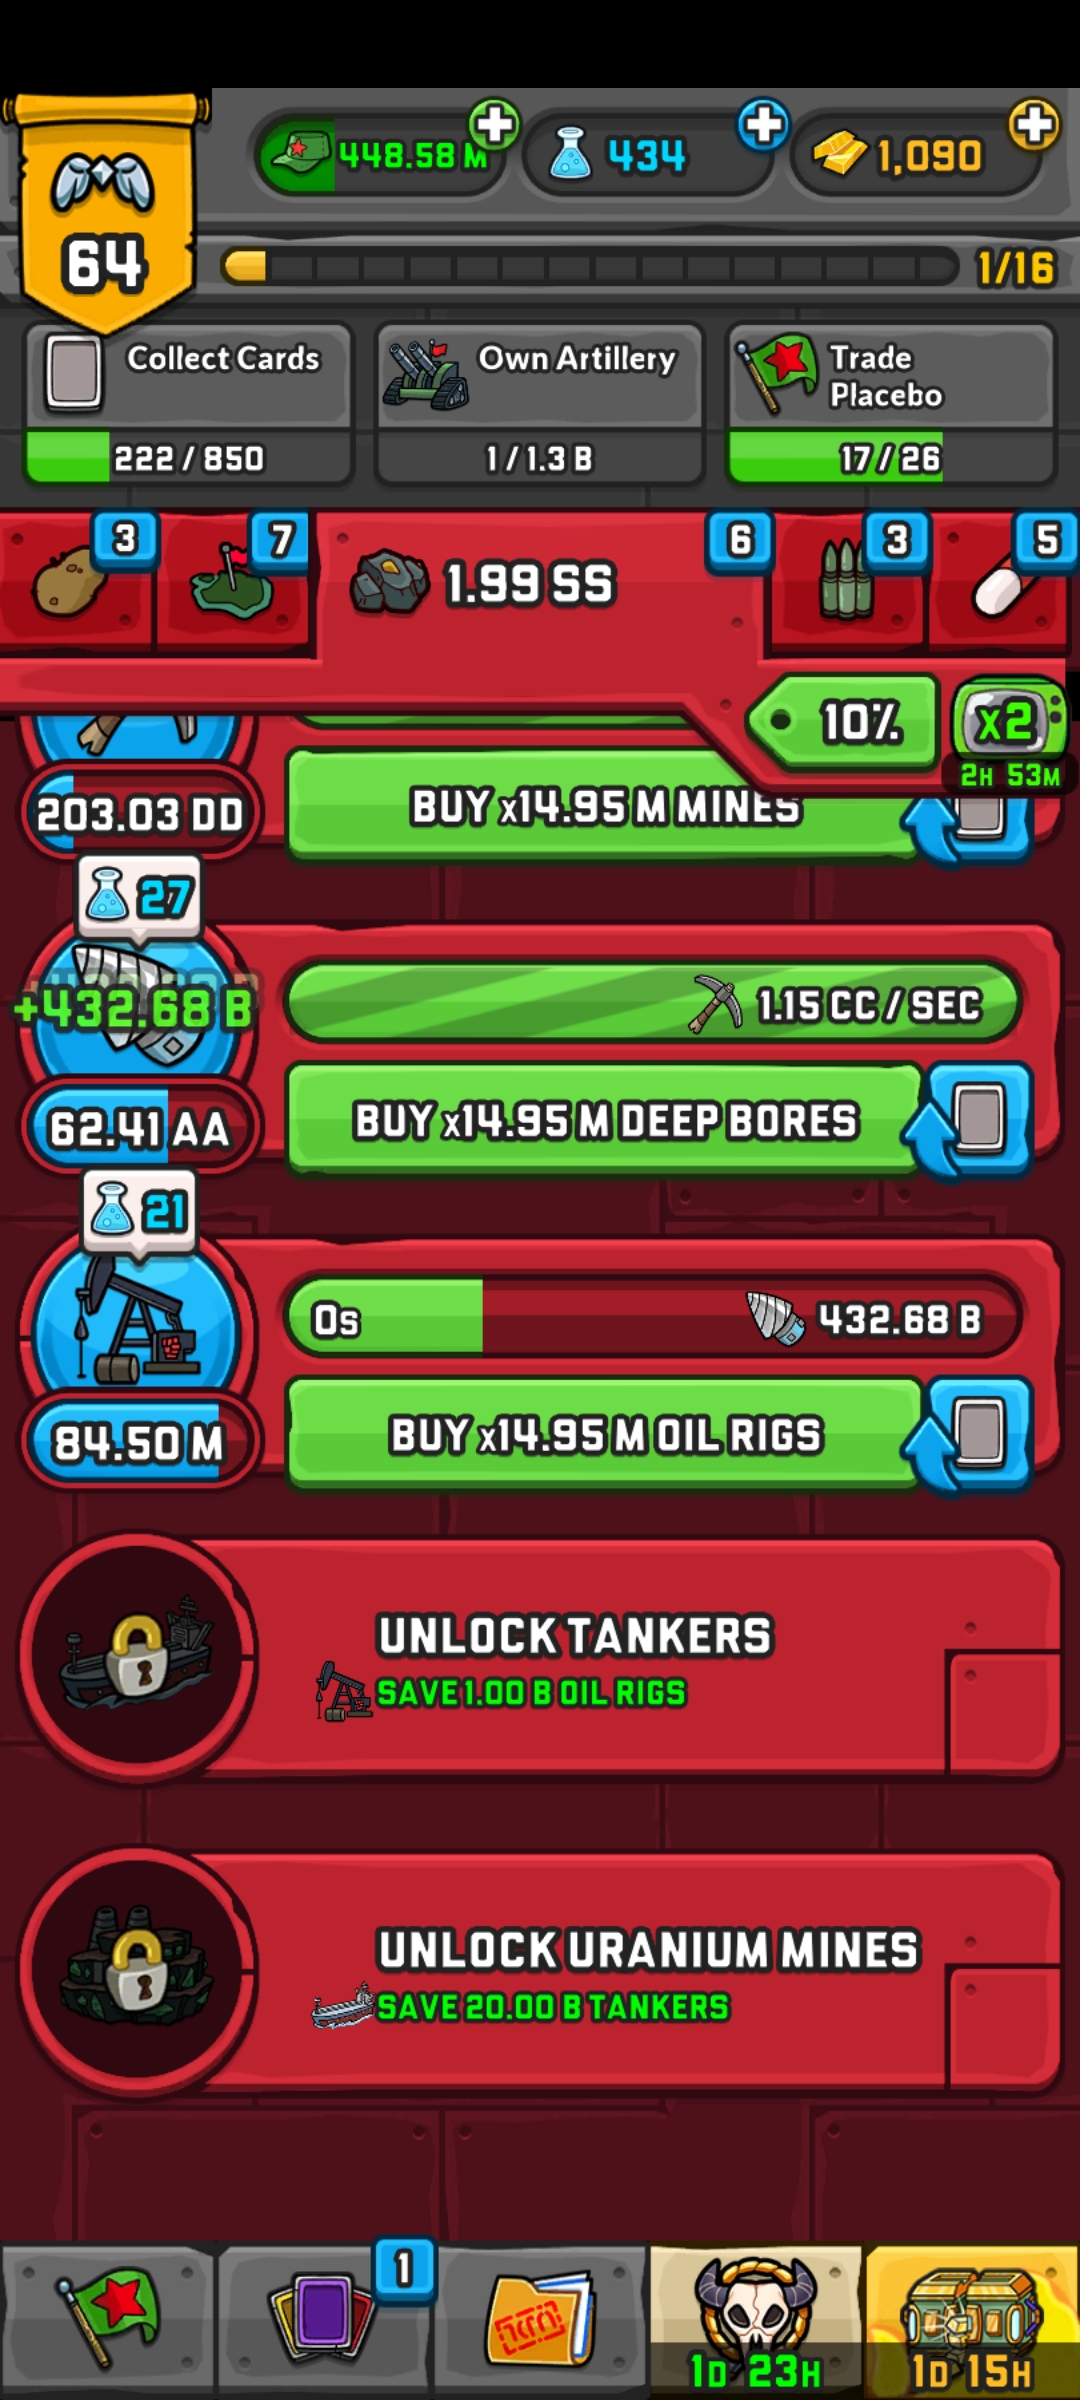 448.58 M
434
1,090
64
1/16
Collect Cards
222 / 850
Own Artillery
1 / 1.3 B
Trade
Placebo
17 / 26
3
7
1.99 SS
6
3
5
10%
x2
2H 53M
203.03 DD
BUY x14.95 M MINES
27
+432.68 B
1.15 CC / SEC
62.41 AA
BUY x14.95 M DEEP BORES
21
0s
432.68 B
84.50 M
BUY x14.95 M OIL RIGS
UNLOCK TANKERS
SAVE 1.00 B OIL RIGS
UNLOCK URANIUM MINES
SAVE 20.00 B TANKERS
1
1D 23H
1D 15H